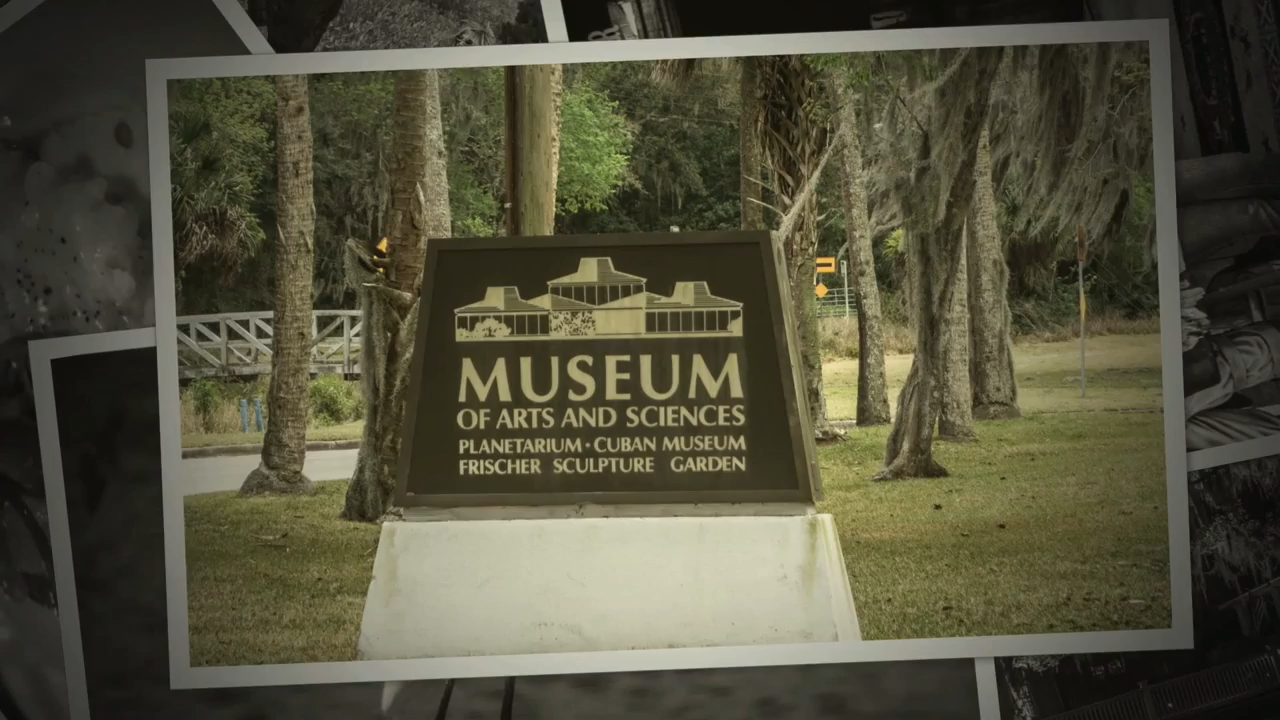 MUSEUM
OF ARTS AND SCIENCES
PLANETARIUM • CUBAN MUSEUM
FRISCHER SCULPTURE GARDEN